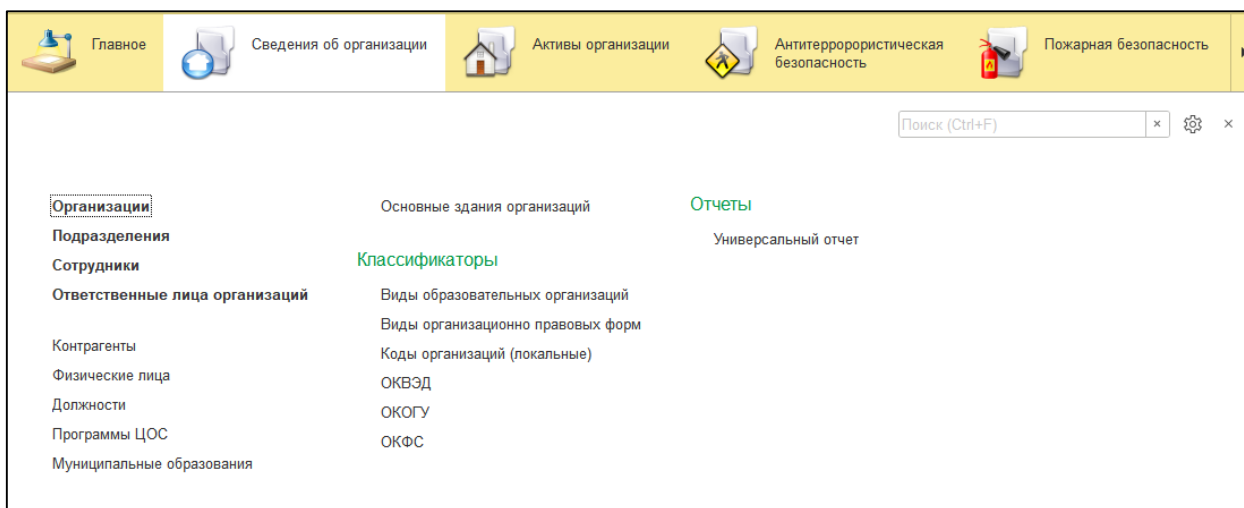 Главное
Сведения об организации
Активы организации
Антитерророристическая
безопасность
Пожарная безопасность
Поиск (Ctrl+F)
Организации
Подразделения
Сотрудники
Ответственные лица организаций
Контрагенты
Физические лица
Должности
Программы ЦОС
Муниципальные образования
Основные здания организаций
Классификаторы
Виды образовательных организаций
Виды организационно правовых форм
Коды организаций (локальные)
ОКВЭД
ОКОГУ
ОКФС
Отчеты
Универсальный отчет